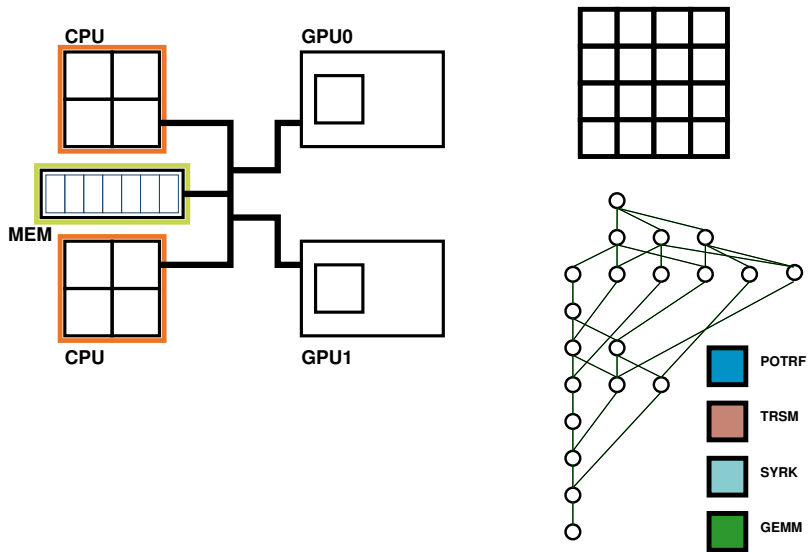 CPU
GPU0
MEM
CPU
GPU1
POTRF
TRSM
SYRK
GEMM